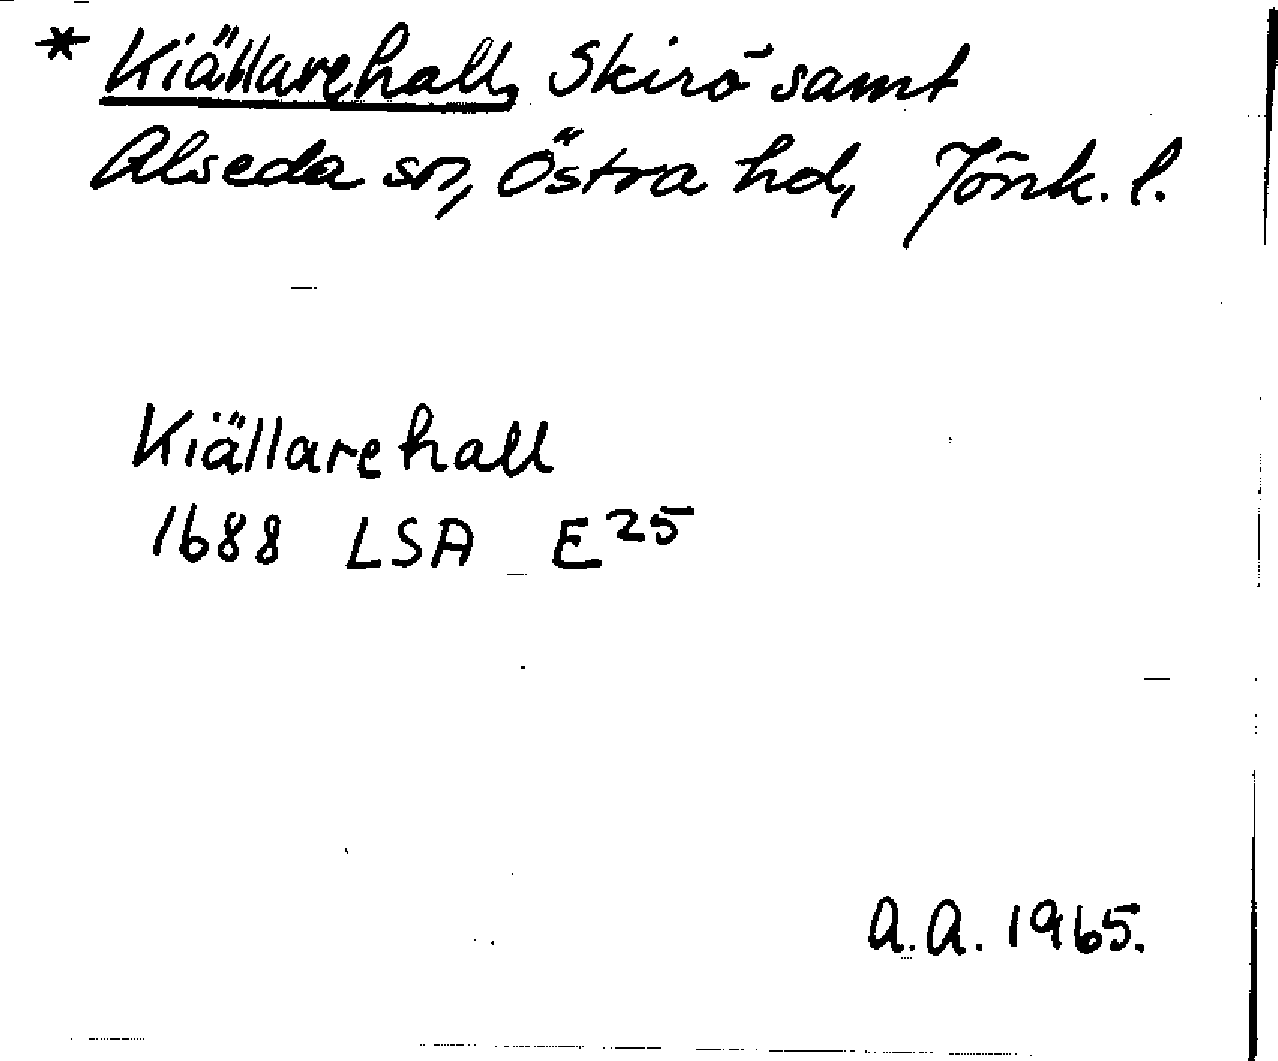 * Kiällarehall, Skirö samt
Alseda sn, Östra hd, Jönk. l.
Kiällarehall
1688 LSA E25
A.A. 1965.